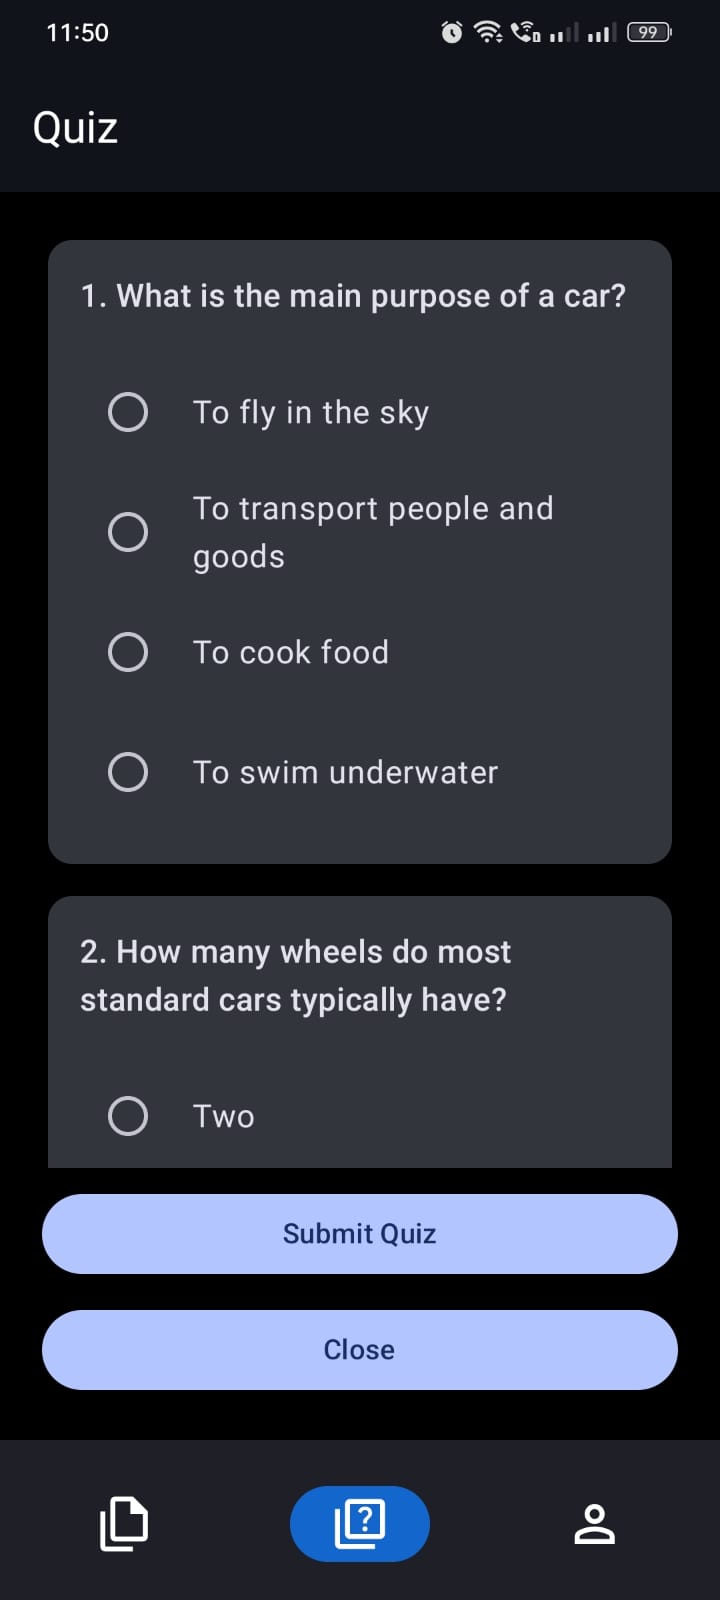 11:50
99
Quiz
1. What is the main purpose of a car?
To fly in the sky
To transport people and
goods
To cook food
To swim underwater
2. How many wheels do most
standard cars typically have?
Two
Submit Quiz
Close
?